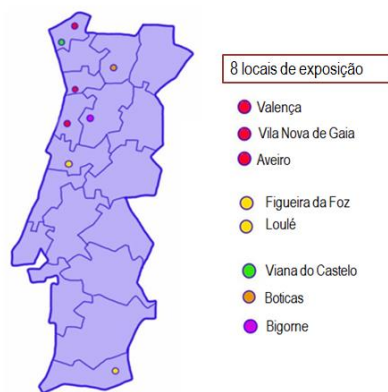 8 locais de exposição
Valença
Vila Nova de Gaia
Aveiro
Figueira da Foz
Loulé
Viana do Castelo
Boticas
Bigorne